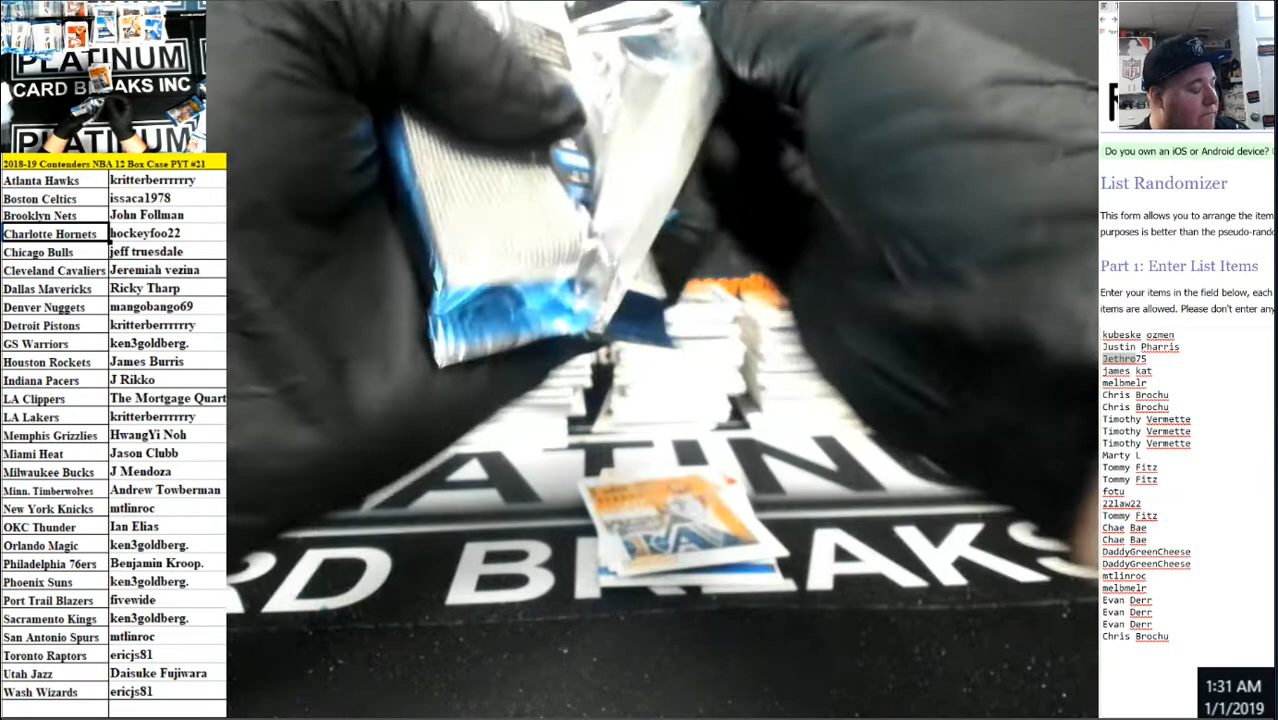 PLATINUM
CARD BREAKS INC
PLATINUM
2018-19 Contenders NBA 12 Box Case PYT #21
Atlanta Hawks kritterberrrrrry
Boston Celtics issaca1978
Brooklyn Nets John Follman
Charlotte Hornets hockeyfoo22
Chicago Bulls jeff truesdale
Cleveland Cavaliers Jeremiah vezina
Dallas Mavericks Ricky Tharp
Denver Nuggets mangobango69
Detroit Pistons kritterberrrrrry
GS Warriors ken3goldberg.
Houston Rockets James Burris
Indiana Pacers J Rikko
LA Clippers The Mortgage Quart
LA Lakers kritterberrrrrry
Memphis Grizzlies HwangYi Noh
Miami Heat Jason Clubb
Milwaukee Bucks J Mendoza
Minn. Timberwolves Andrew Towberman
New York Knicks mtlinroc
OKC Thunder Ian Elias
Orlando Magic ken3goldberg.
Philadelphia 76ers Benjamin Kroop.
Phoenix Suns ken3goldberg.
Port Trail Blazers fivewide
Sacramento Kings ken3goldberg.
San Antonio Spurs mtlinroc
Toronto Raptors ericjs81
Utah Jazz Daisuke Fujiwara
Wash Wizards ericjs81
ATIN
RD BREAKS
NFL
Do you own an iOS or Android device?
List Randomizer
This form allows you to arrange the item
purposes is better than the pseudo-rando
Part 1: Enter List Items
Enter your items in the field below, each
items are allowed. Please don't enter any
kubeske ozmen
Justin Pharris
Jethro75
james kat
melbmelr
Chris Brochu
Chris Brochu
Timothy Vermette
Timothy Vermette
Timothy Vermette
Marty L
Tommy Fitz
Tommy Fitz
fotu
22law22
Tommy Fitz
Chae Bae
Chae Bae
DaddyGreenCheese
DaddyGreenCheese
mtlinroc
melbmelr
Evan Derr
Evan Derr
Evan Derr
Chris Brochu
1:31 AM
1/1/2019